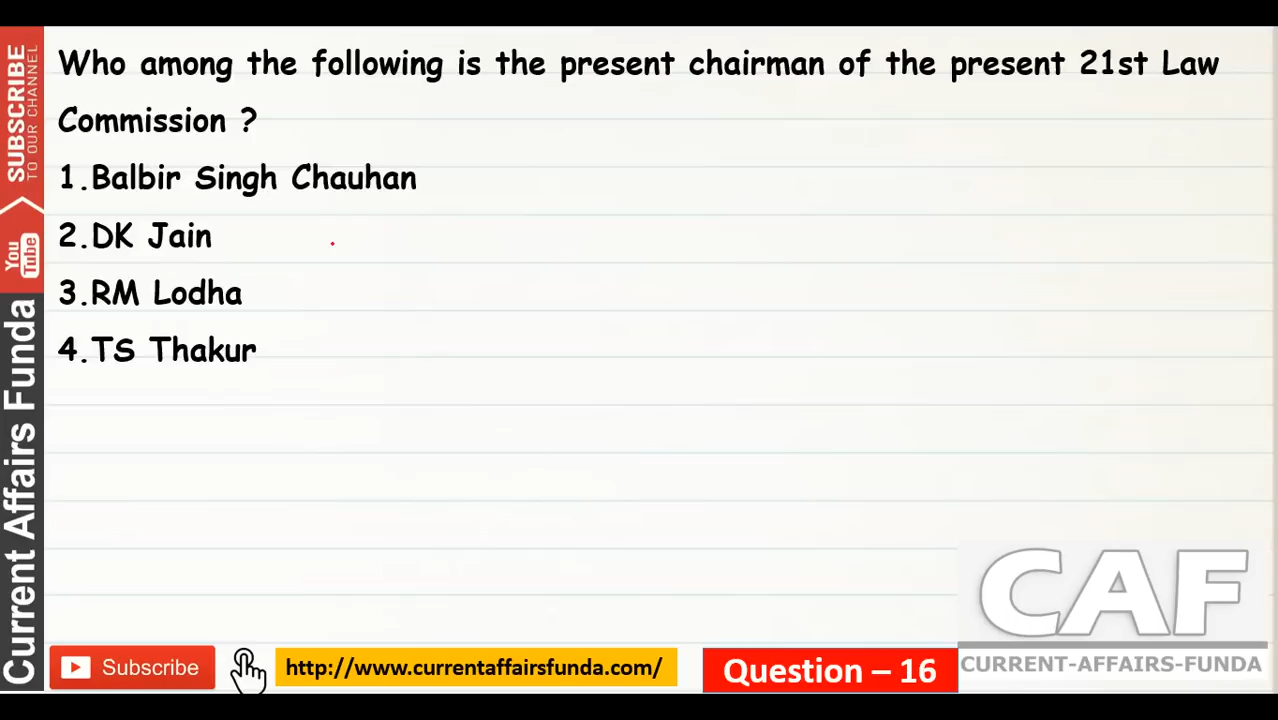 Who among the following is the present chairman of the present 21st Law
Commission ?
1.Balbir Singh Chauhan
2.DK Jain
3.RM Lodha
4.TS Thakur
SUBSCRIBE
TO OUR CHANNEL
You
Tube
Current Affairs Funda
CAF
CURRENT-AFFAIRS-FUNDA
Subscribe
http://www.currentaffairsfunda.com/
Question – 16